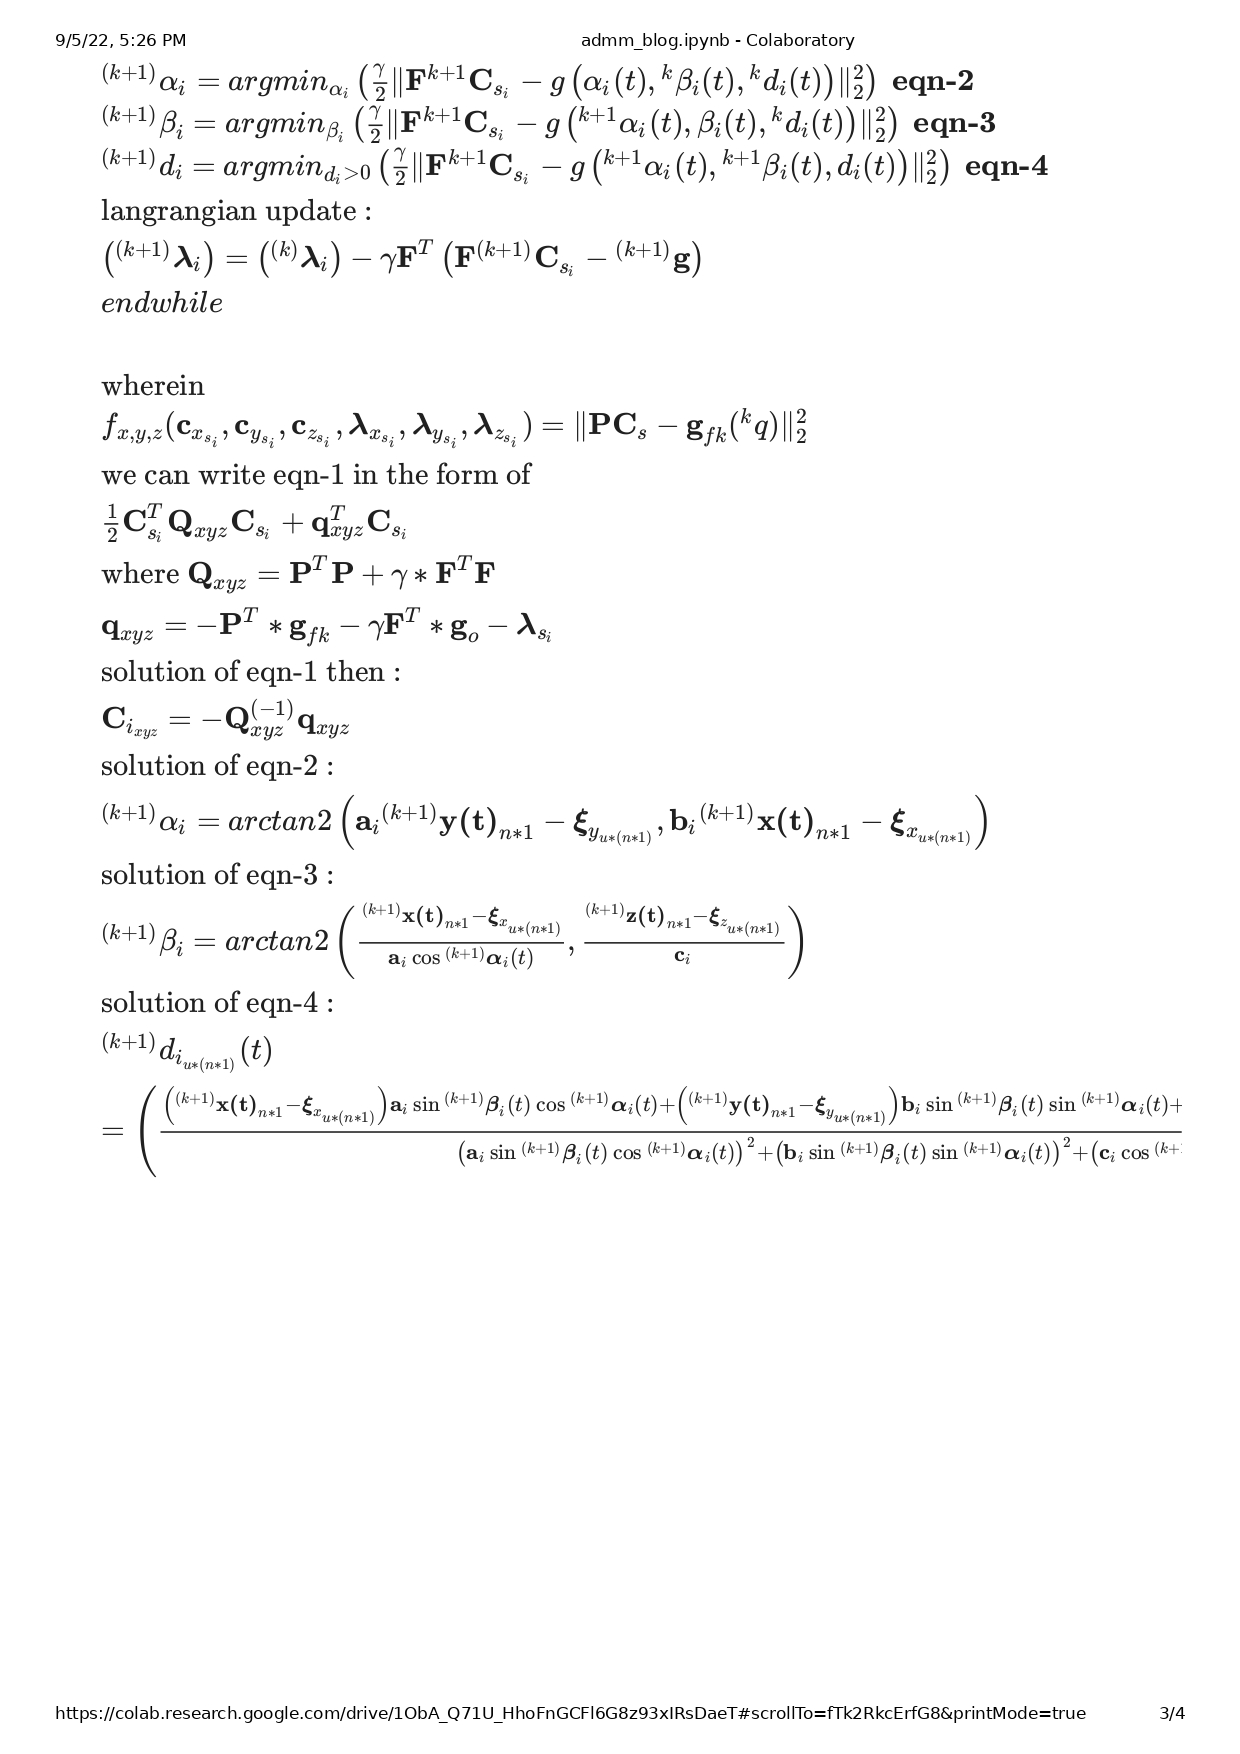 9/5/22, 5:26 PM admm_blog.ipynb - Colaboratory
$^{(k+1)}\alpha_i = argmin_{\alpha_i}\left(\frac{\gamma}{2}\|\mathbf{F}^{k+1}\mathbf{C}_{s_i} - g\left(\alpha_i(t), {}^k\beta_i(t), {}^kd_i(t)\right)\|_2^2\right)$ **eqn-2**
$^{(k+1)}\beta_i = argmin_{\beta_i}\left(\frac{\gamma}{2}\|\mathbf{F}^{k+1}\mathbf{C}_{s_i} - g\left({}^{k+1}\alpha_i(t), \beta_i(t), {}^kd_i(t)\right)\|_2^2\right)$ **eqn-3**
$^{(k+1)}d_i = argmin_{d_i>0}\left(\frac{\gamma}{2}\|\mathbf{F}^{k+1}\mathbf{C}_{s_i} - g\left({}^{k+1}\alpha_i(t), {}^{k+1}\beta_i(t), d_i(t)\right)\|_2^2\right)$ **eqn-4**
langrangian update :
$\left({}^{(k+1)}\boldsymbol{\lambda}_i\right) = \left({}^{(k)}\boldsymbol{\lambda}_i\right) - \gamma\mathbf{F}^T\left(\mathbf{F}^{(k+1)}\mathbf{C}_{s_i} - {}^{(k+1)}\mathbf{g}\right)$
$endwhile$
wherein
$f_{x,y,z}(\mathbf{c}_{x_{s_i}}, \mathbf{c}_{y_{s_i}}, \mathbf{c}_{z_{s_i}}, \boldsymbol{\lambda}_{x_{s_i}}, \boldsymbol{\lambda}_{y_{s_i}}, \boldsymbol{\lambda}_{z_{s_i}}) = \|\mathbf{PC}_s - \mathbf{g}_{fk}({}^kq)\|_2^2$
we can write eqn-1 in the form of
$\frac{1}{2}\mathbf{C}_{s_i}^T\mathbf{Q}_{xyz}\mathbf{C}_{s_i} + \mathbf{q}_{xyz}^T\mathbf{C}_{s_i}$
where $\mathbf{Q}_{xyz} = \mathbf{P}^T\mathbf{P} + \gamma * \mathbf{F}^T\mathbf{F}$
$\mathbf{q}_{xyz} = -\mathbf{P}^T * \mathbf{g}_{fk} - \gamma\mathbf{F}^T * \mathbf{g}_o - \boldsymbol{\lambda}_{s_i}$
solution of eqn-1 then :
$\mathbf{C}_{i_{xyz}} = -\mathbf{Q}_{xyz}^{(-1)}\mathbf{q}_{xyz}$
solution of eqn-2 :
$^{(k+1)}\alpha_i = arctan2\left(\mathbf{a}_i{}^{(k+1)}\mathbf{y(t)}_{n*1} - \boldsymbol{\xi}_{y_{u*(n*1)}}, \mathbf{b}_i{}^{(k+1)}\mathbf{x(t)}_{n*1} - \boldsymbol{\xi}_{x_{u*(n*1)}}\right)$
solution of eqn-3 :
$^{(k+1)}\beta_i = arctan2\left(\frac{{}^{(k+1)}\mathbf{x(t)}_{n*1} - \boldsymbol{\xi}_{x_{u*(n*1)}}}{\mathbf{a}_i \cos {}^{(k+1)}\boldsymbol{\alpha}_i(t)}, \frac{{}^{(k+1)}\mathbf{z(t)}_{n*1} - \boldsymbol{\xi}_{z_{u*(n*1)}}}{\mathbf{c}_i}\right)$
solution of eqn-4 :
$^{(k+1)}d_{i_{u*(n*1)}}(t)$
$= \left(\frac{\left({}^{(k+1)}\mathbf{x(t)}_{n*1} - \boldsymbol{\xi}_{x_{u*(n*1)}}\right)\mathbf{a}_i \sin {}^{(k+1)}\boldsymbol{\beta}_i(t) \cos {}^{(k+1)}\boldsymbol{\alpha}_i(t) + \left({}^{(k+1)}\mathbf{y(t)}_{n*1} - \boldsymbol{\xi}_{y_{u*(n*1)}}\right)\mathbf{b}_i \sin {}^{(k+1)}\boldsymbol{\beta}_i(t) \sin {}^{(k+1)}\boldsymbol{\alpha}_i(t) +}{\left(\mathbf{a}_i \sin {}^{(k+1)}\boldsymbol{\beta}_i(t) \cos {}^{(k+1)}\boldsymbol{\alpha}_i(t)\right)^2 + \left(\mathbf{b}_i \sin {}^{(k+1)}\boldsymbol{\beta}_i(t) \sin {}^{(k+1)}\boldsymbol{\alpha}_i(t)\right)^2 + \left(\mathbf{c}_i \cos {}^{(k+}\right.}\right.$
https://colab.research.google.com/drive/1ObA_Q71U_HhoFnGCFl6G8z93xIRsDaeT#scrollTo=fTk2RkcErfG8&printMode=true 3/4